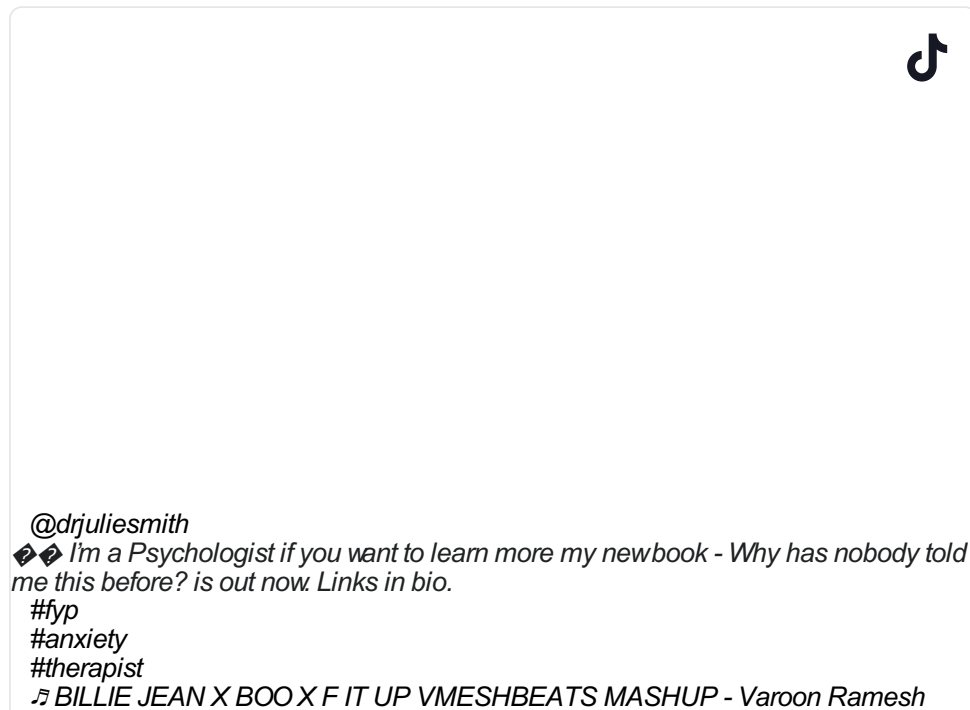 @drjuliesmith
�� I'm a Psychologist if you want to learn more my new book - Why has nobody told
me this before? is out now. Links in bio.
#fyp
#anxiety
#therapist
♬ BILLIE JEAN X BOO X F IT UP VMESHBEATS MASHUP - Varoon Ramesh